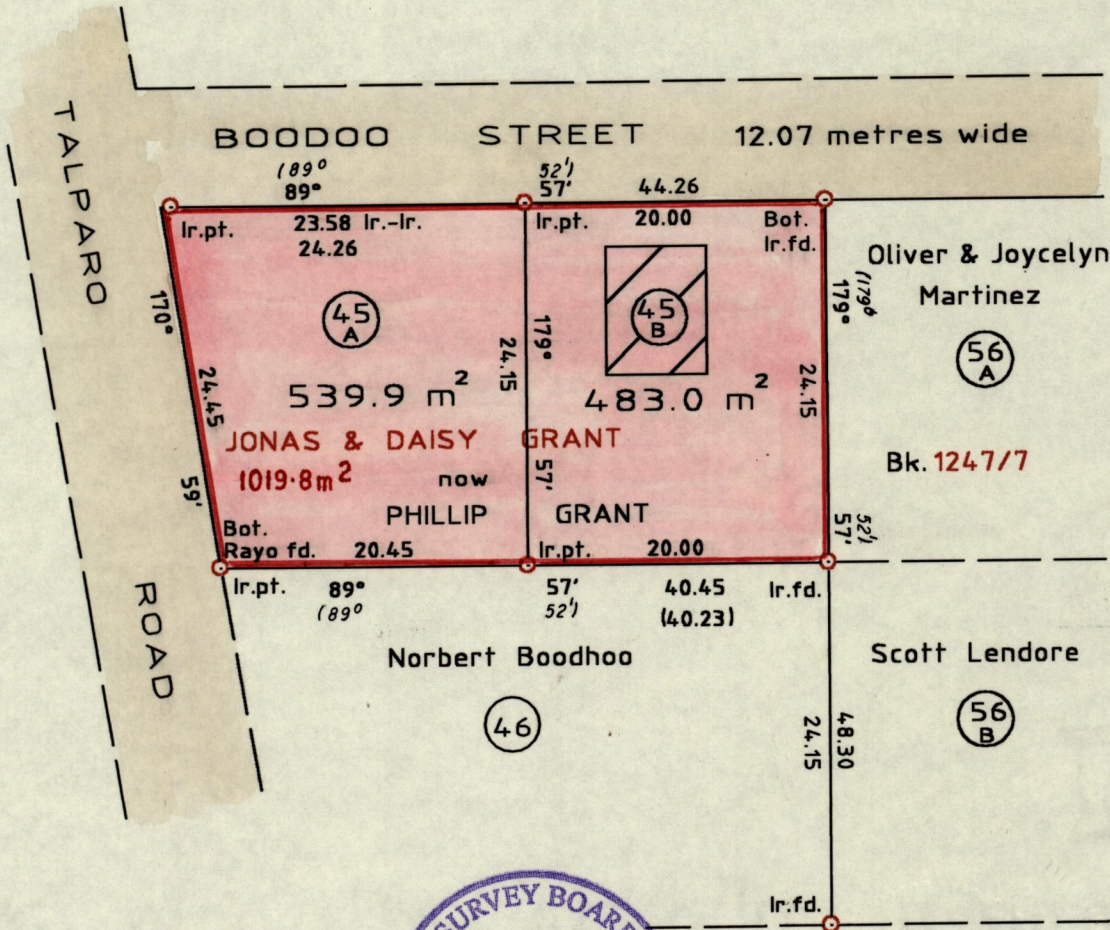 TALPARO
ROAD
BOODOO STREET 12.07 metres wide
(89° 52')
89° 57' 44.26
Ir.pt. 23.58 Ir.-Ir.
24.26
Ir.pt. 20.00 Bot.
Ir.fd.
170°
24.45
59'
45
A
539.9 m²
179°
24.15
57'
45
B
483.0 m²
24.15
179°
(179°
57'
52')
JONAS & DAISY GRANT
1019.8m²
now
PHILLIP GRANT
Bot.
Rayo fd. 20.45
Ir.pt. 20.00
Ir.pt. 89° 57' 40.45 Ir.fd.
(89° 52') (40.23)
Oliver & Joycelyn
Martinez
56
A
Bk. 1247/7
Norbert Boodhoo
46
Scott Lendore
56
B
24.15
48.30
Ir.fd.
SURVEY BOARD